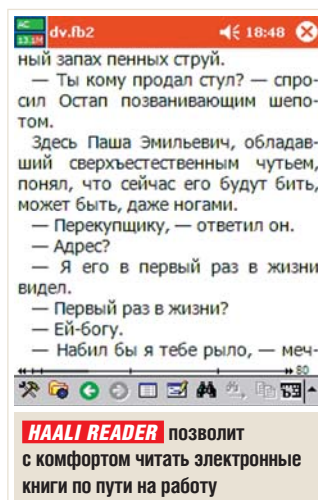 AC
13.1M dv.fb2 18:48
ный запах пенных струй.
— Ты кому продал стул? — спро-
сил Остап позванивающим шепо-
том.
Здесь Паша Эмильевич, обладав-
ший сверхъестественным чутьем,
понял, что сейчас его будут бить,
может быть, даже ногами.
— Перекупщику, — ответил он.
— Адрес?
— Я его в первый раз в жизни
видел.
— Первый раз в жизни?
— Ей-богу.
— Набил бы я тебе рыло, — меч-
80
HAALI READER позволит
с комфортом читать электронные
книги по пути на работу